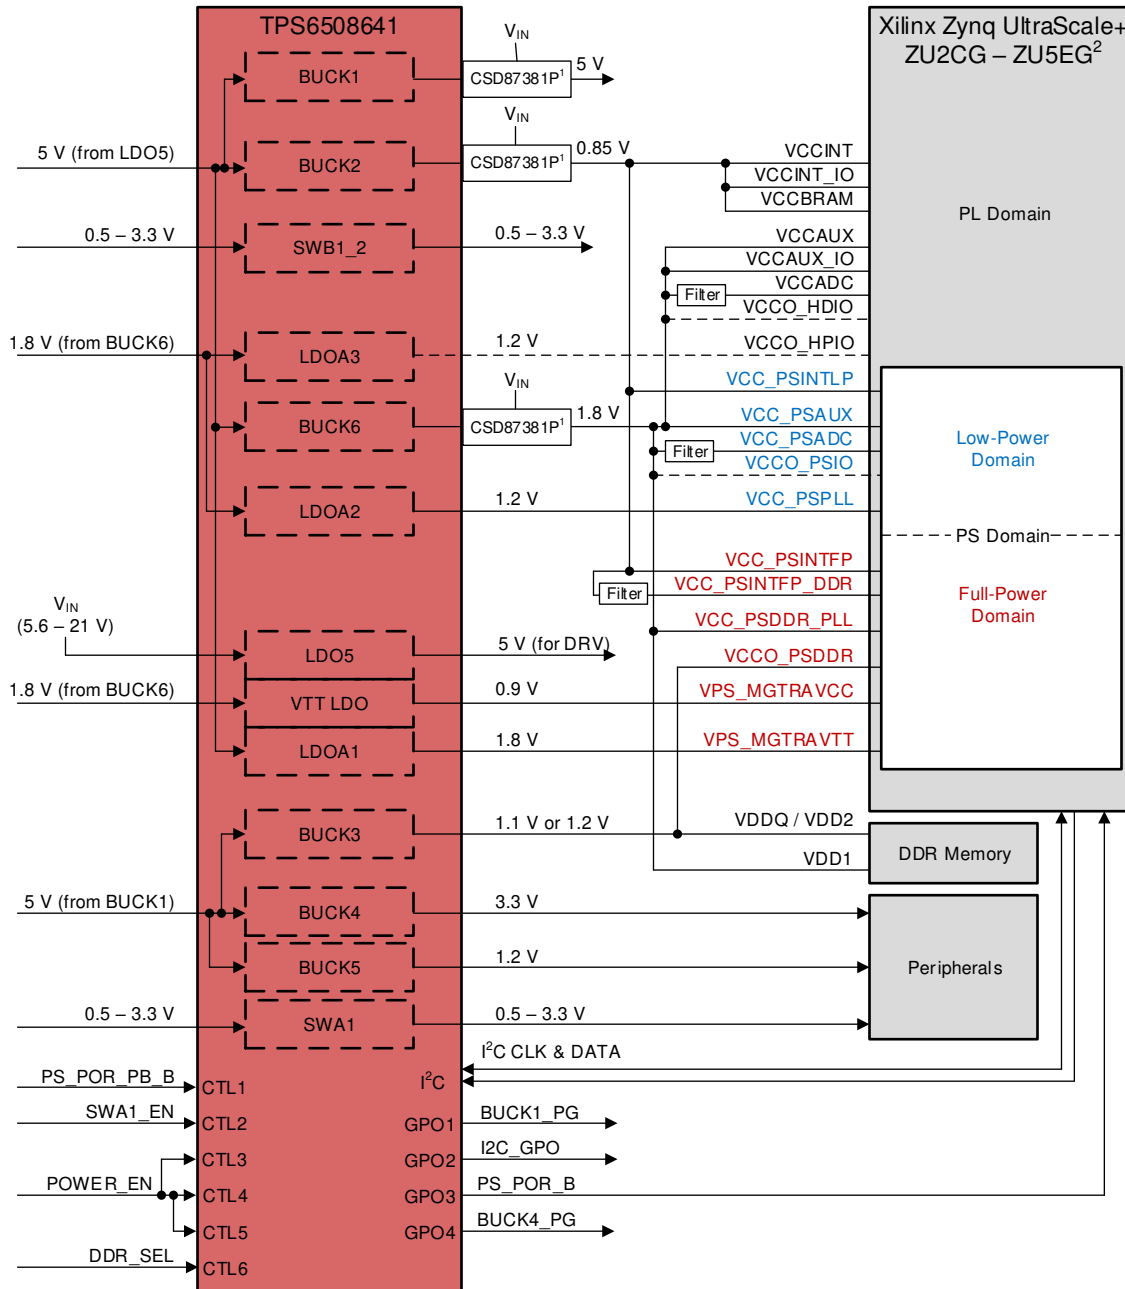 TPS6508641
Xilinx Zynq UltraScale+
ZU2CG – ZU5EG²
VIN
BUCK1
CSD87381P¹
5 V
VIN
5 V (from LDO5)
BUCK2
CSD87381P¹
0.85 V
VCCINT
VCCINT_IO
VCCBRAM
PL Domain
0.5 – 3.3 V
SWB1_2
0.5 – 3.3 V
VCCAUX
VCCAUX_IO
Filter
VCCADC
VCCO_HDIO
1.8 V (from BUCK6)
LDOA3
1.2 V
VCCO_HPIO
VIN
VCC_PSINTLP
BUCK6
CSD87381P¹
1.8 V
VCC_PSAUX
Filter
VCC_PSADC
VCCO_PSIO
Low-Power
Domain
LDOA2
1.2 V
VCC_PSPLL
PS Domain
VCC_PSINTFP
Filter
VCC_PSINTFP_DDR
Full-Power
Domain
VIN
(5.6 – 21 V)
VCC_PSDDR_PLL
LDO5
5 V (for DRV)
VCCO_PSDDR
1.8 V (from BUCK6)
VTT LDO
0.9 V
VPS_MGTRAVCC
LDOA1
1.8 V
VPS_MGTRAVTT
BUCK3
1.1 V or 1.2 V
VDDQ / VDD2
VDD1
DDR Memory
5 V (from BUCK1)
BUCK4
3.3 V
BUCK5
1.2 V
Peripherals
0.5 – 3.3 V
SWA1
0.5 – 3.3 V
I²C CLK & DATA
PS_POR_PB_B
CTL1
I²C
SWA1_EN
CTL2
GPO1
BUCK1_PG
CTL3
GPO2
I2C_GPO
POWER_EN
CTL4
GPO3
PS_POR_B
CTL5
GPO4
BUCK4_PG
DDR_SEL
CTL6